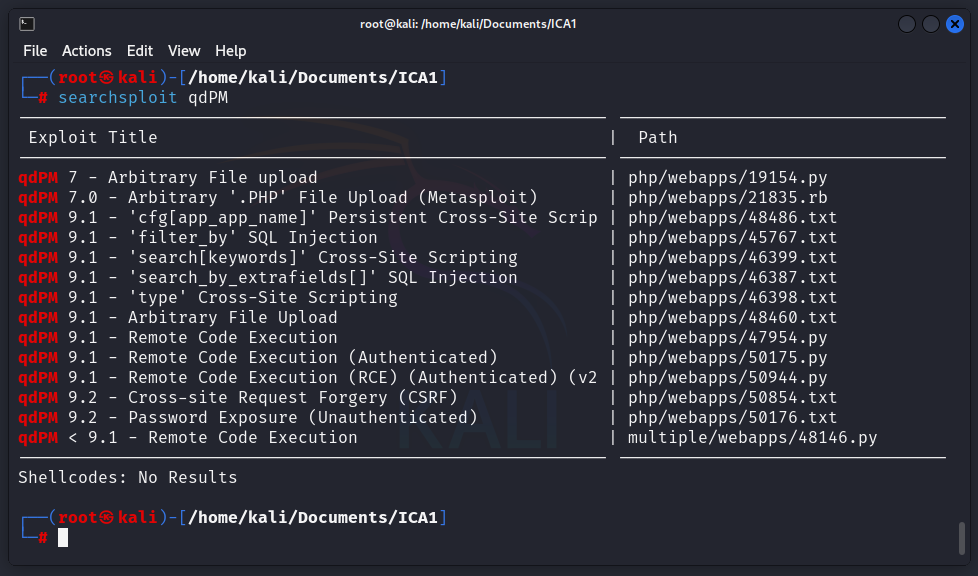 root@kali: /home/kali/Documents/ICA1
File Actions Edit View Help
┌──(root㉿kali)-[/home/kali/Documents/ICA1]
└─# searchsploit qdPM
Exploit Title | Path
qdPM 7 - Arbitrary File upload | php/webapps/19154.py
qdPM 7.0 - Arbitrary '.PHP' File Upload (Metasploit) | php/webapps/21835.rb
qdPM 9.1 - 'cfg[app_app_name]' Persistent Cross-Site Scrip | php/webapps/48486.txt
qdPM 9.1 - 'filter_by' SQL Injection | php/webapps/45767.txt
qdPM 9.1 - 'search[keywords]' Cross-Site Scripting | php/webapps/46399.txt
qdPM 9.1 - 'search_by_extrafields[]' SQL Injection | php/webapps/46387.txt
qdPM 9.1 - 'type' Cross-Site Scripting | php/webapps/46398.txt
qdPM 9.1 - Arbitrary File Upload | php/webapps/48460.txt
qdPM 9.1 - Remote Code Execution | php/webapps/47954.py
qdPM 9.1 - Remote Code Execution (Authenticated) | php/webapps/50175.py
qdPM 9.1 - Remote Code Execution (RCE) (Authenticated) (v2 | php/webapps/50944.py
qdPM 9.2 - Cross-site Request Forgery (CSRF) | php/webapps/50854.txt
qdPM 9.2 - Password Exposure (Unauthenticated) | php/webapps/50176.txt
qdPM < 9.1 - Remote Code Execution | multiple/webapps/48146.py
Shellcodes: No Results
┌──(root㉿kali)-[/home/kali/Documents/ICA1]
└─#
KALI